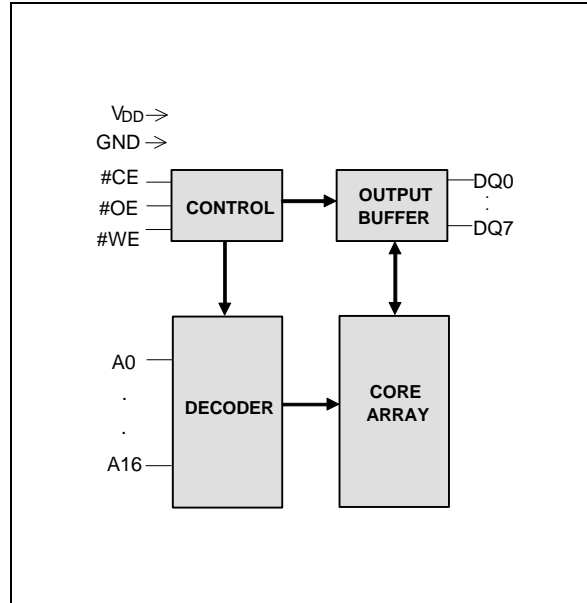 VDD
GND
#CE
#OE
#WE
CONTROL
OUTPUT
BUFFER
DQ0
.
.
DQ7
A0
.
.
A16
DECODER
CORE
ARRAY